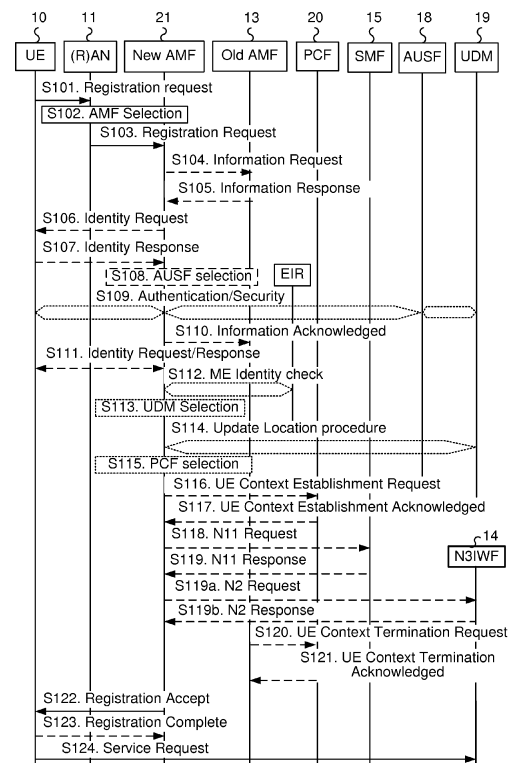 10 11 21 13 20 15 18 19
UE (R)AN New AMF Old AMF PCF SMF AUSF UDM
S101. Registration request
S102. AMF Selection
S103. Registration Request
S104. Information Request
S105. Information Response
S106. Identity Request
S107. Identity Response
S108. AUSF selection
EIR
S109. Authentication/Security
S110. Information Acknowledged
S111. Identity Request/Response
S112. ME Identity check
S113. UDM Selection
S114. Update Location procedure
S115. PCF selection
S116. UE Context Establishment Request
S117. UE Context Establishment Acknowledged
S118. N11 Request
14
N3IWF
S119. N11 Response
S119a. N2 Request
S119b. N2 Response
S120. UE Context Termination Request
S121. UE Context Termination
Acknowledged
S122. Registration Accept
S123. Registration Complete
S124. Service Request